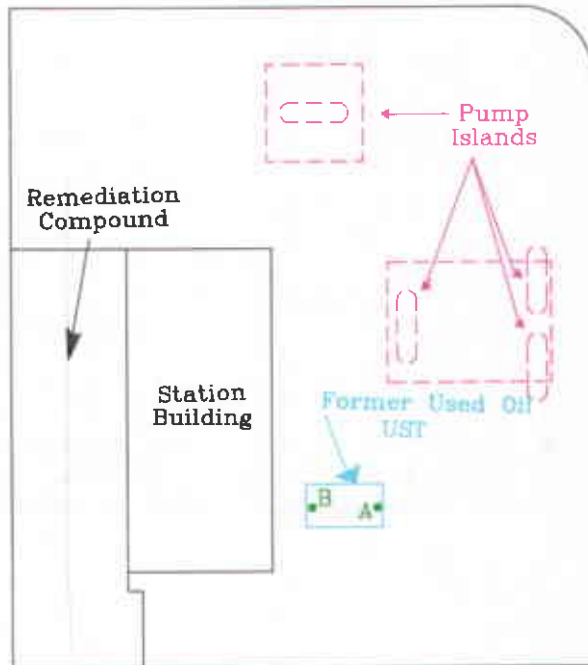 Pump
Islands
Remediation
Compound
Station
Building
Former Used Oil
UST
B
A